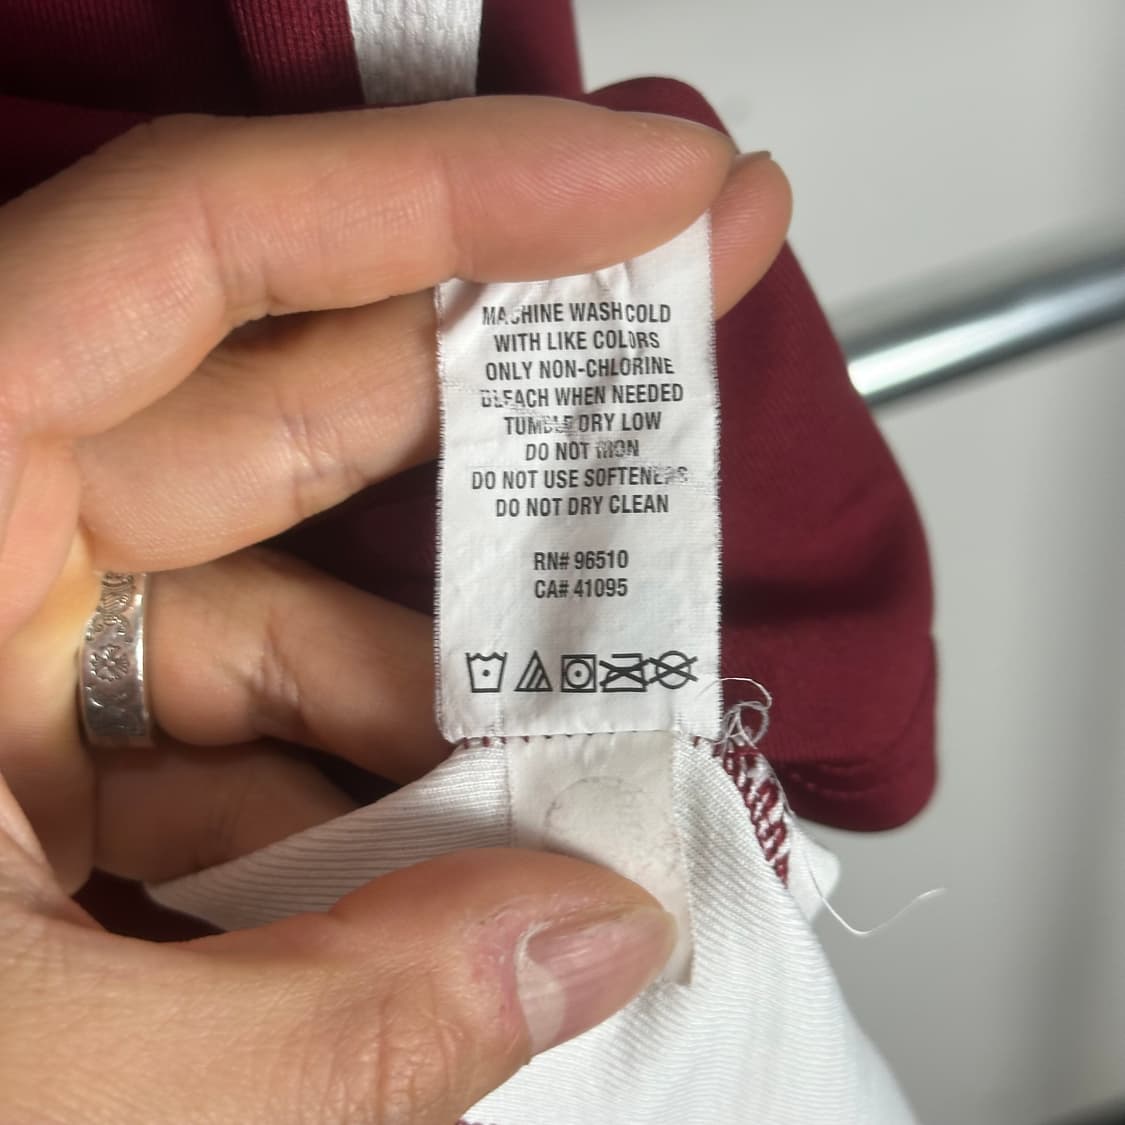 MACHINE WASH COLD
WITH LIKE COLORS
ONLY NON-CHLORINE
BLEACH WHEN NEEDED
TUMBLE DRY LOW
DO NOT IRON
DO NOT USE SOFTENERS
DO NOT DRY CLEAN
RN# 96510
CA# 41095